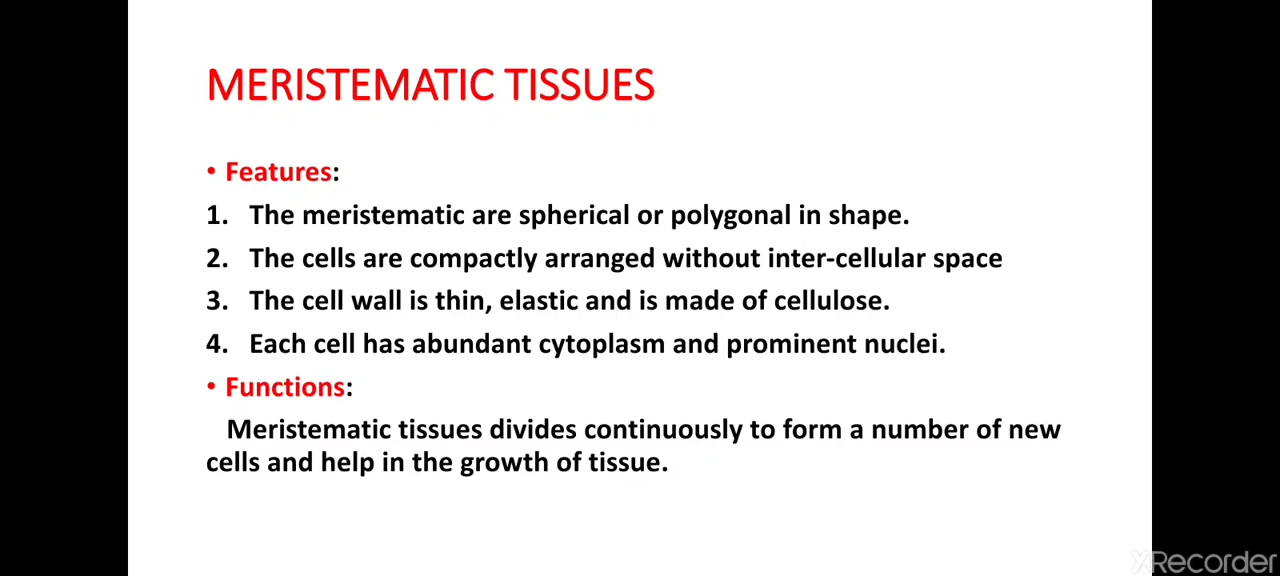 MERISTEMATIC TISSUES
• Features:
1. The meristematic are spherical or polygonal in shape.
2. The cells are compactly arranged without inter-cellular space
3. The cell wall is thin, elastic and is made of cellulose.
4. Each cell has abundant cytoplasm and prominent nuclei.
• Functions:
Meristematic tissues divides continuously to form a number of new
cells and help in the growth of tissue.
XRecorder